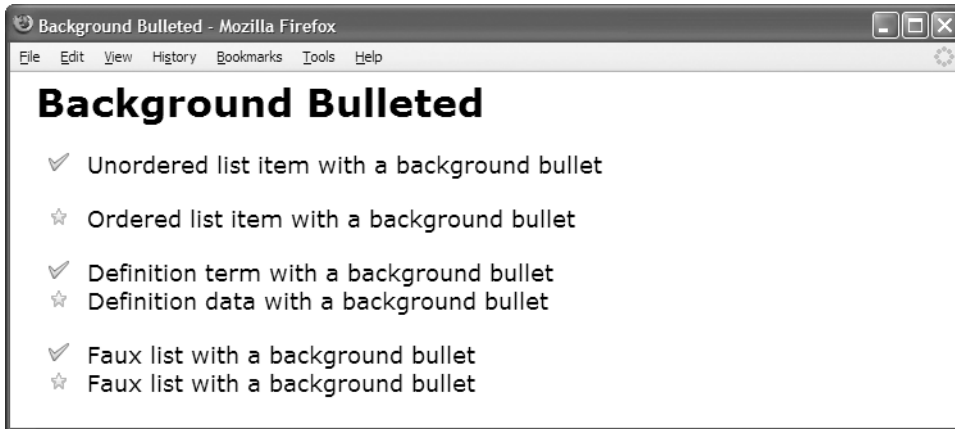 Background Bulleted - Mozilla Firefox
File Edit View History Bookmarks Tools Help
Background Bulleted
Unordered list item with a background bullet
Ordered list item with a background bullet
Definition term with a background bullet
Definition data with a background bullet
Faux list with a background bullet
Faux list with a background bullet